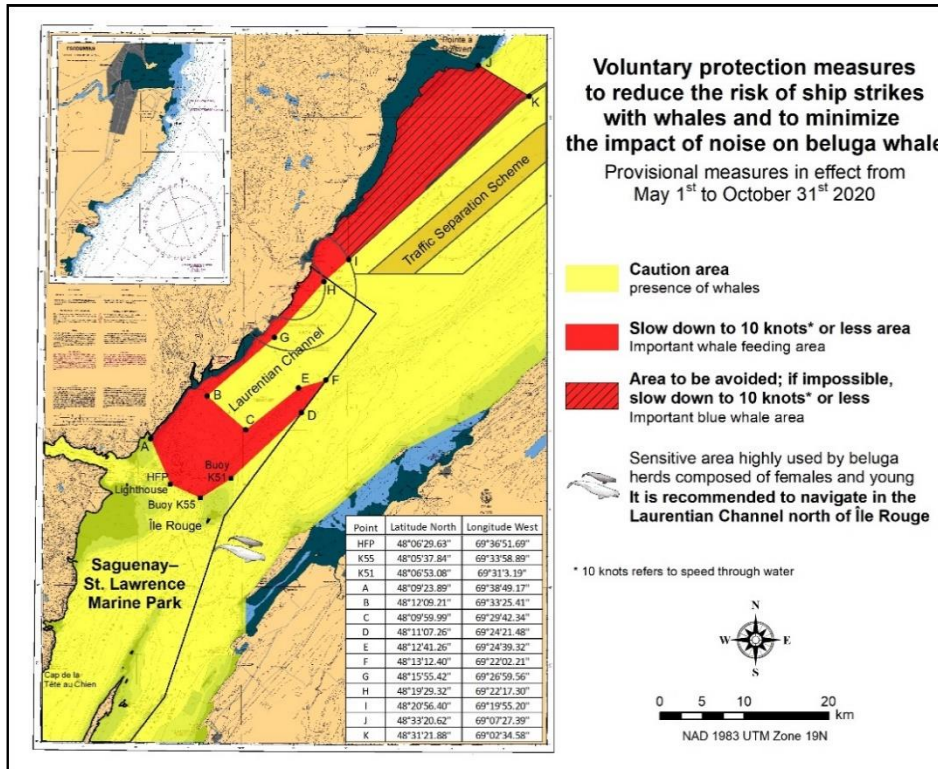 Voluntary protection measures
to reduce the risk of ship strikes
with whales and to minimize
the impact of noise on beluga whale
Provisional measures in effect from
May 1st to October 31st 2020
Caution area
presence of whales
Slow down to 10 knots* or less area
Important whale feeding area
Area to be avoided; if impossible,
slow down to 10 knots* or less
Important blue whale area
Sensitive area highly used by beluga
herds composed of females and young
It is recommended to navigate in the
Laurentian Channel north of Île Rouge
* 10 knots refers to speed through water
N
W E
S
0 5 10 20
km
NAD 1983 UTM Zone 19N
J
K
Traffic Separation Scheme
I
H
G
Laurentian Channel
E
F
B
D
C
A
HFP
Lighthouse
Buoy
K51
Buoy K55
Île Rouge
Saguenay–
St. Lawrence
Marine Park
Cap de la
Tête au Chien
Point Latitude North Longitude West
HFP 48°06'29.63" 69°36'51.69"
K55 48°05'37.84" 69°33'58.89"
K51 48°06'53.08" 69°31'3.19"
A 48°09'23.89" 69°38'49.17"
B 48°12'09.21" 69°33'25.41"
C 48°09'59.99" 69°29'42.34"
D 48°11'07.26" 69°24'21.48"
E 48°12'41.26" 69°24'39.32"
F 48°13'12.40" 69°22'02.21"
G 48°15'55.42" 69°26'59.56"
H 48°19'29.32" 69°22'17.30"
I 48°20'56.40" 69°19'55.20"
J 48°33'20.62" 69°07'27.39"
K 48°31'21.88" 69°02'34.58"